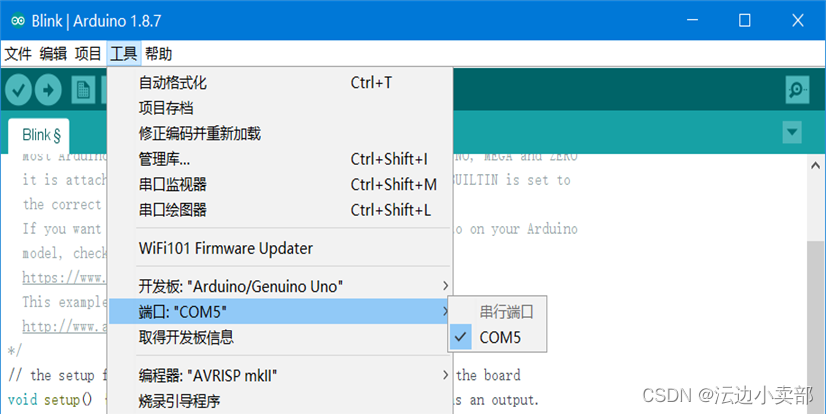 Blink | Arduino 1.8.7
文件 编辑 项目 工具 帮助
自动格式化 Ctrl+T
项目存档
修正编码并重新加载
管理库... Ctrl+Shift+I
串口监视器 Ctrl+Shift+M
串口绘图器 Ctrl+Shift+L
WiFi101 Firmware Updater
开发板: "Arduino/Genuino Uno"
端口: "COM5"
取得开发板信息
编程器: "AVRISP mkII"
烧录引导程序
串行端口
COM5
Blink §
MEGA and ZERO
it is attach UILTIN is set to
the correct
If you want o on your Arduino
model, check
https://www.
This example
http://www.a
*/
// the setup f the board
void setup() s an output.
CSDN @沄边小卖部